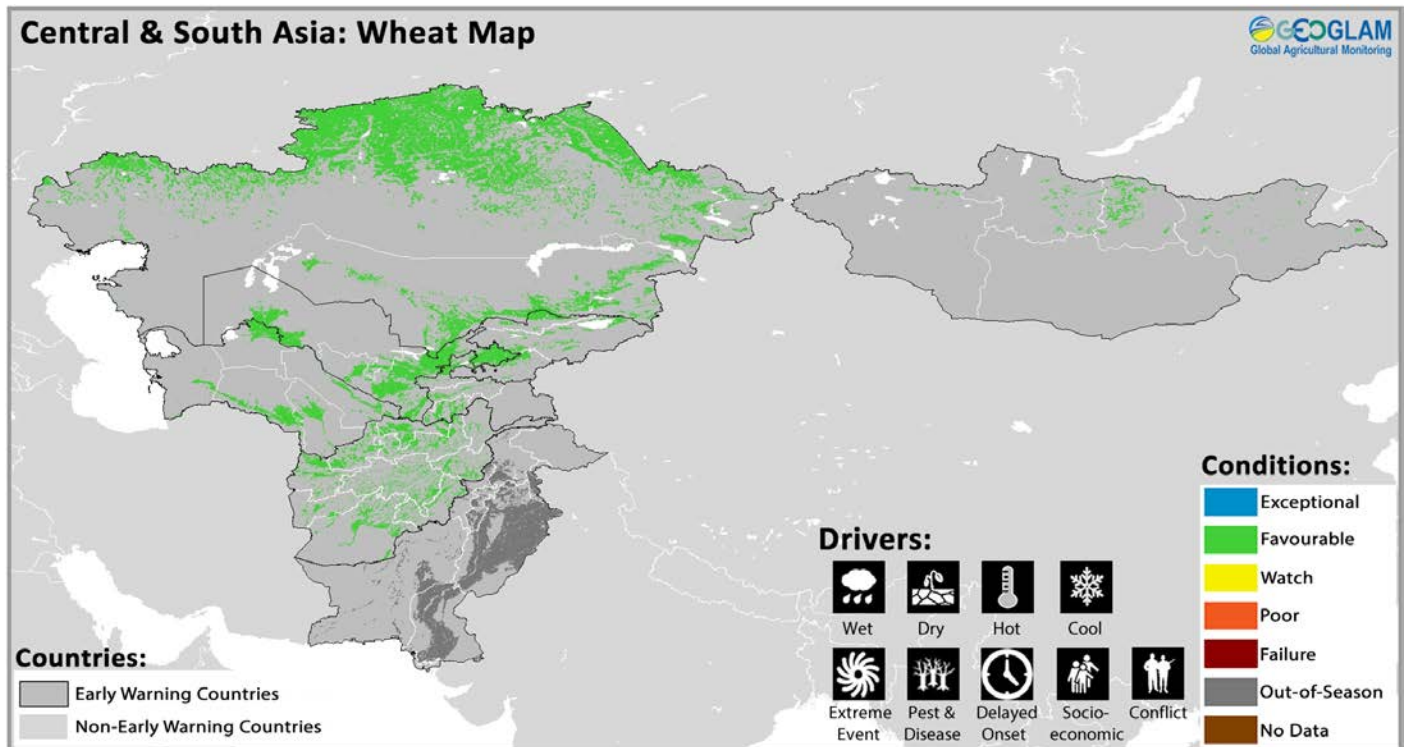 Central & South Asia: Wheat Map
GEOGLAM
Global Agricultural Monitoring
Countries:
Early Warning Countries
Non-Early Warning Countries
Drivers:
Wet
Dry
Hot
Cool
Extreme
Event
Pest &
Disease
Delayed
Onset
Socio-
economic
Conflict
Conditions:
Exceptional
Favourable
Watch
Poor
Failure
Out-of-Season
No Data